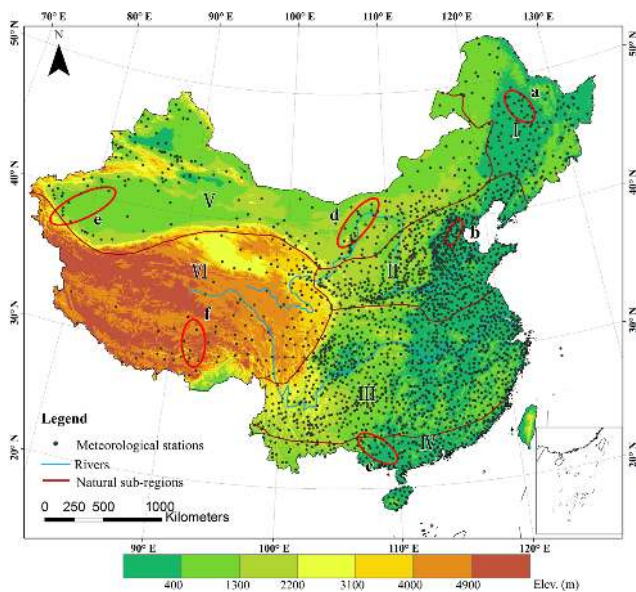 70° E 80° E 90° E 100° E 110° E 120° E 130° E
50° N
50° N
N
a
I
40° N
V
d
e
b
40° N
II
VI
f
30° N
30° N
III
IV
c
Legend
Meteorological stations
Rivers
Natural sub-regions
20° N
20° N
0 250 500 1000
Kilometers
90° E 100° E 110° E 120° E
400 1300 2200 3100 4000 4900 Elev. (m)